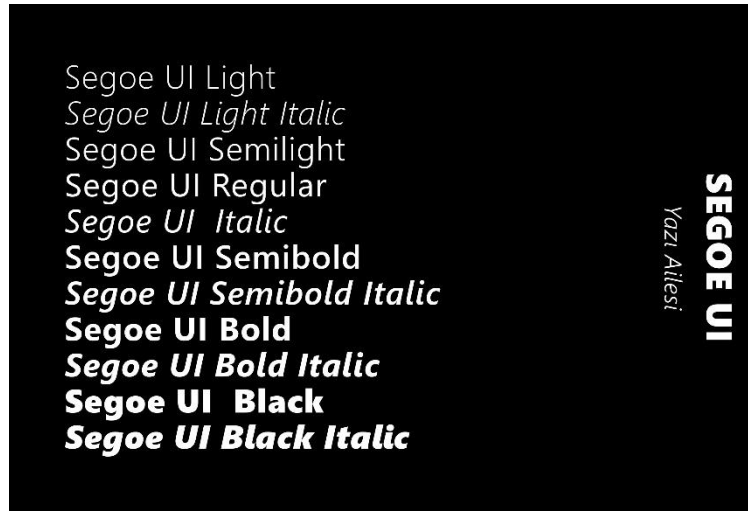 Segoe UI Light
Segoe UI Light Italic
Segoe UI Semilight
Segoe UI Regular
Segoe UI  Italic
Segoe UI Semibold
Segoe UI Semibold Italic
Segoe UI Bold
Segoe UI Bold Italic
Segoe UI  Black
Segoe UI Black Italic
SEGOE UI
Yazı Ailesi